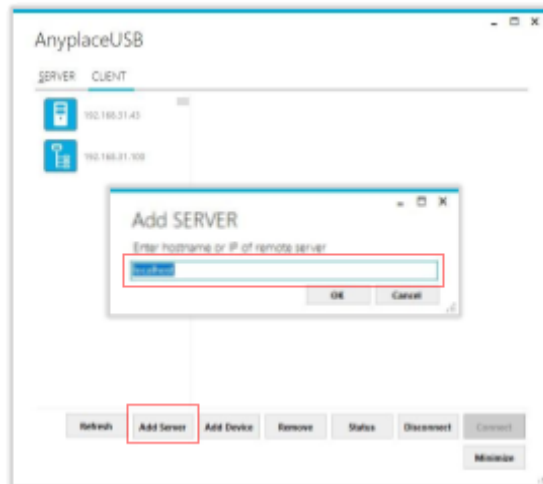 AnyplaceUSB
SERVER CLIENT
192.168.31.43
192.168.31.100
Add SERVER
Enter hostname or IP of remote server
localhost
OK Cancel
Refresh Add Server Add Device Remove Status Disconnect Connect
Minimize